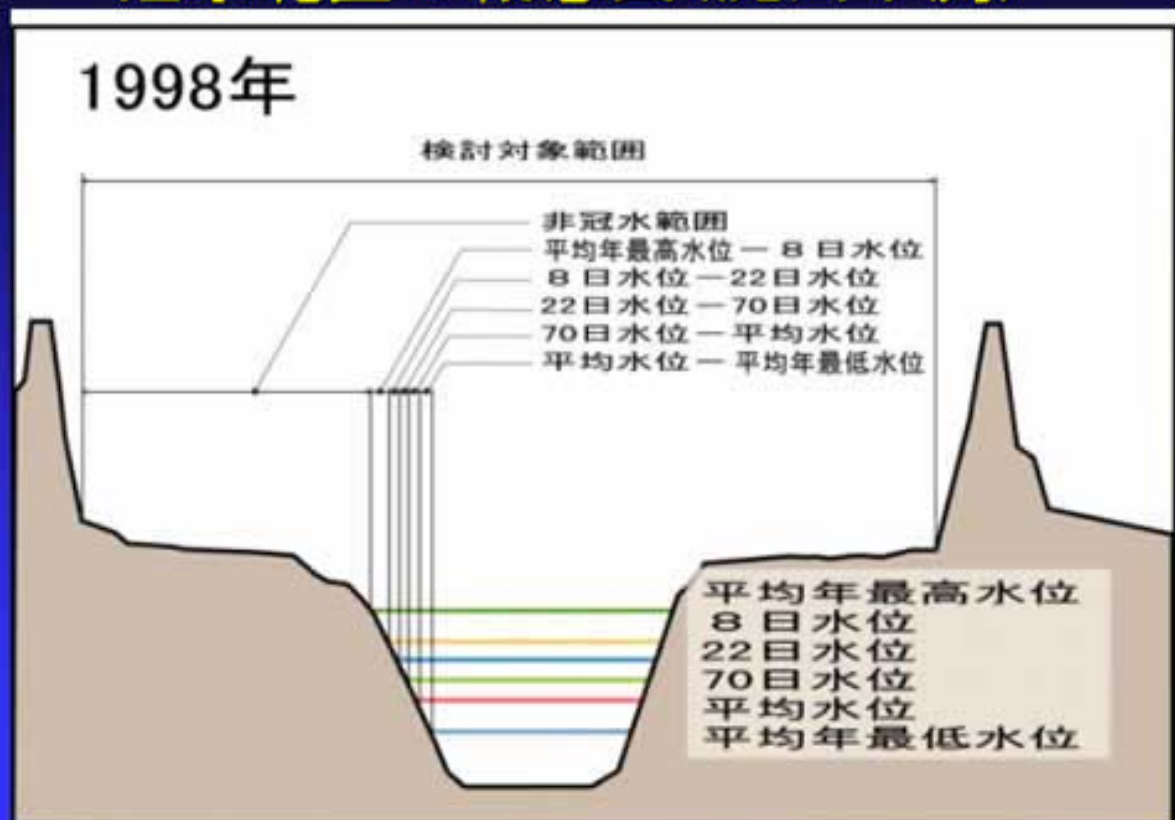 1998年
検討対象範囲
非冠水範囲
平均年最高水位－8日水位
8日水位－22日水位
22日水位－70日水位
70日水位－平均水位
平均水位－平均年最低水位
平均年最高水位
8日水位
22日水位
70日水位
平均水位
平均年最低水位